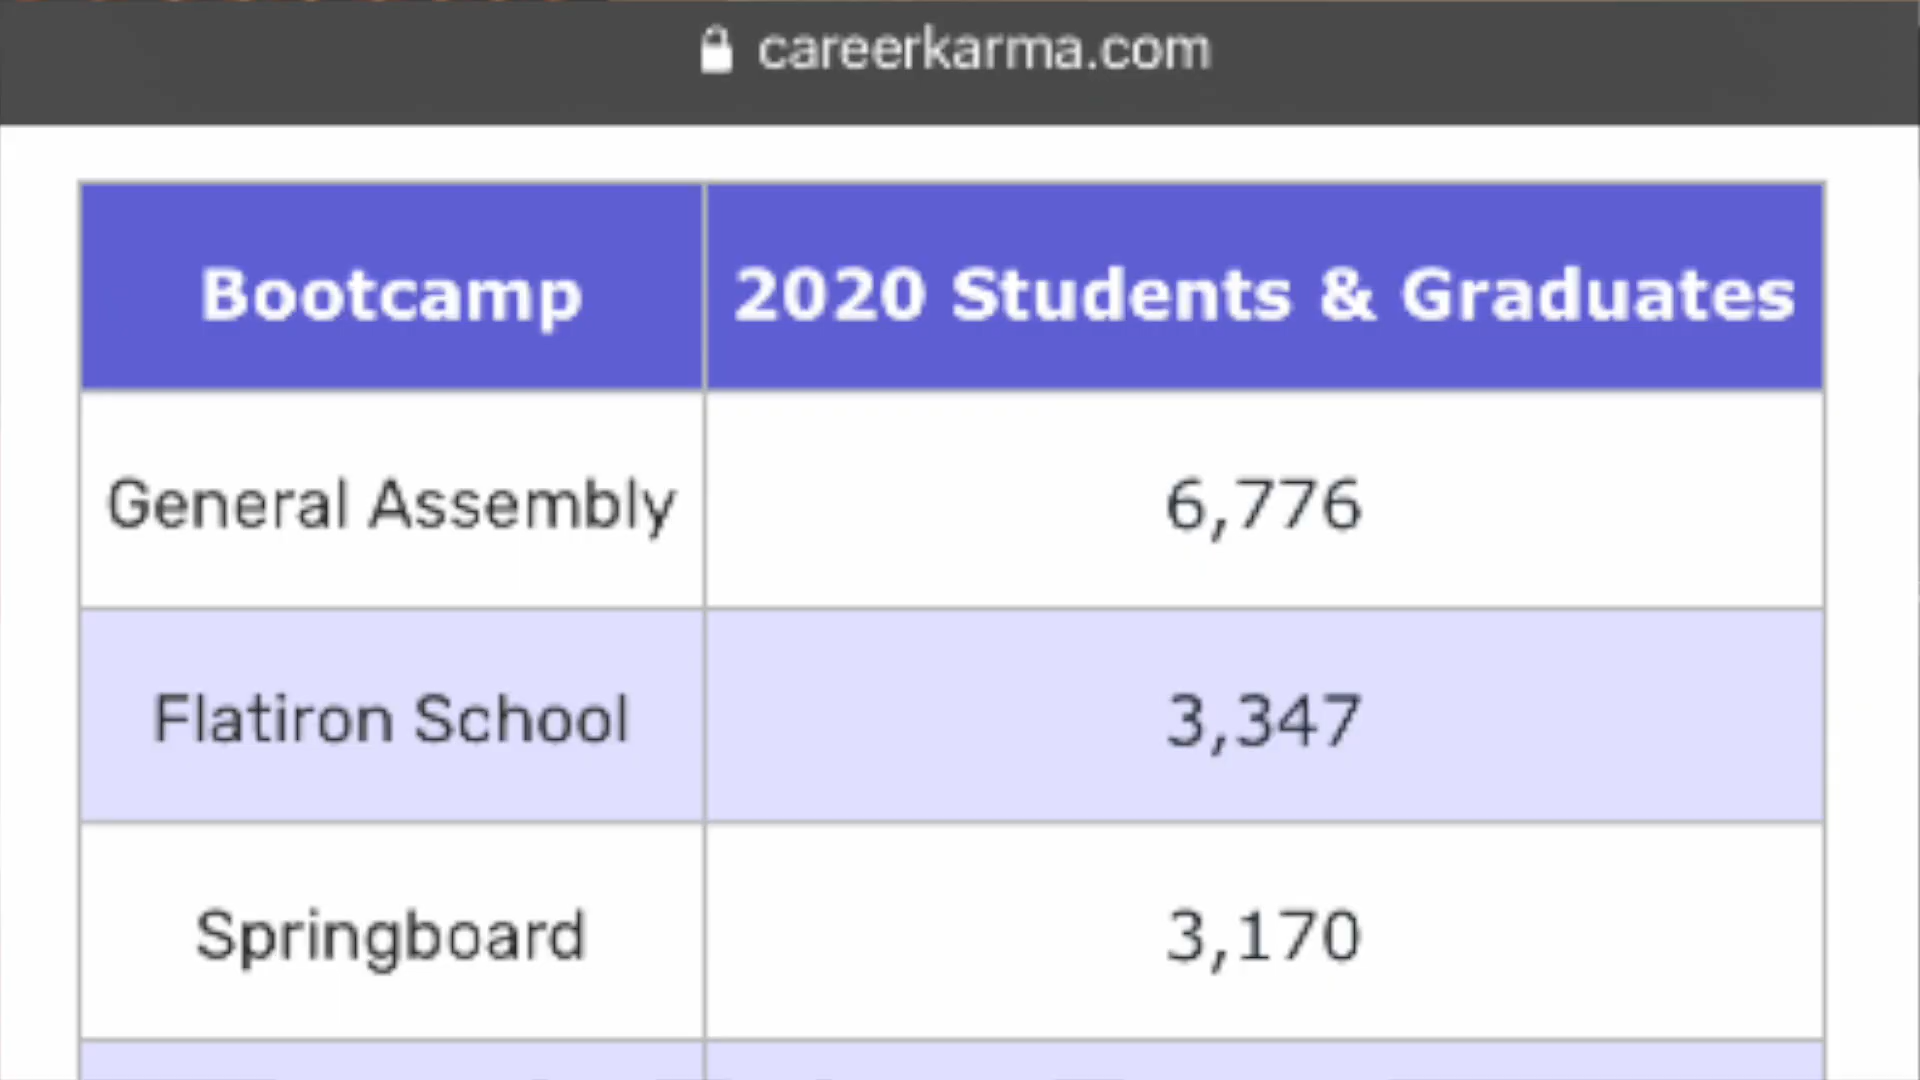 careerkarma.com
Bootcamp 2020 Students & Graduates
General Assembly 6,776
Flatiron School 3,347
Springboard 3,170